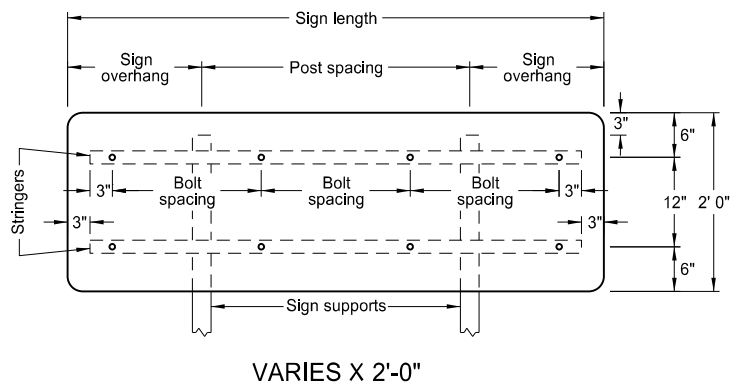 Sign length
Sign
overhang
Post spacing
Sign
overhang
3"
6"
Stringers
3"
Bolt
spacing
Bolt
spacing
Bolt
spacing
3"
3"
3"
12"
2' 0"
6"
Sign supports
VARIES X 2'-0"